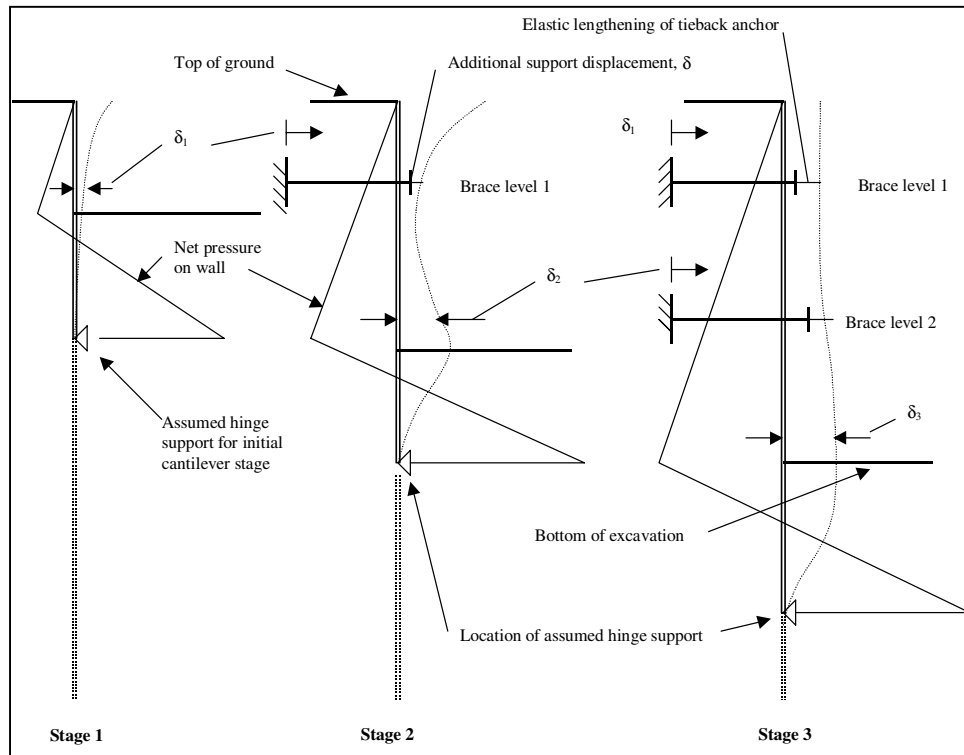 Elastic lengthening of tieback anchor
Top of ground
Additional support displacement, δ
δ₁
δ₁
Brace level 1
Brace level 1
Net pressure
on wall
δ₂
Brace level 2
Assumed hinge
support for initial
cantilever stage
δ₃
Bottom of excavation
Location of assumed hinge support
Stage 1
Stage 2
Stage 3